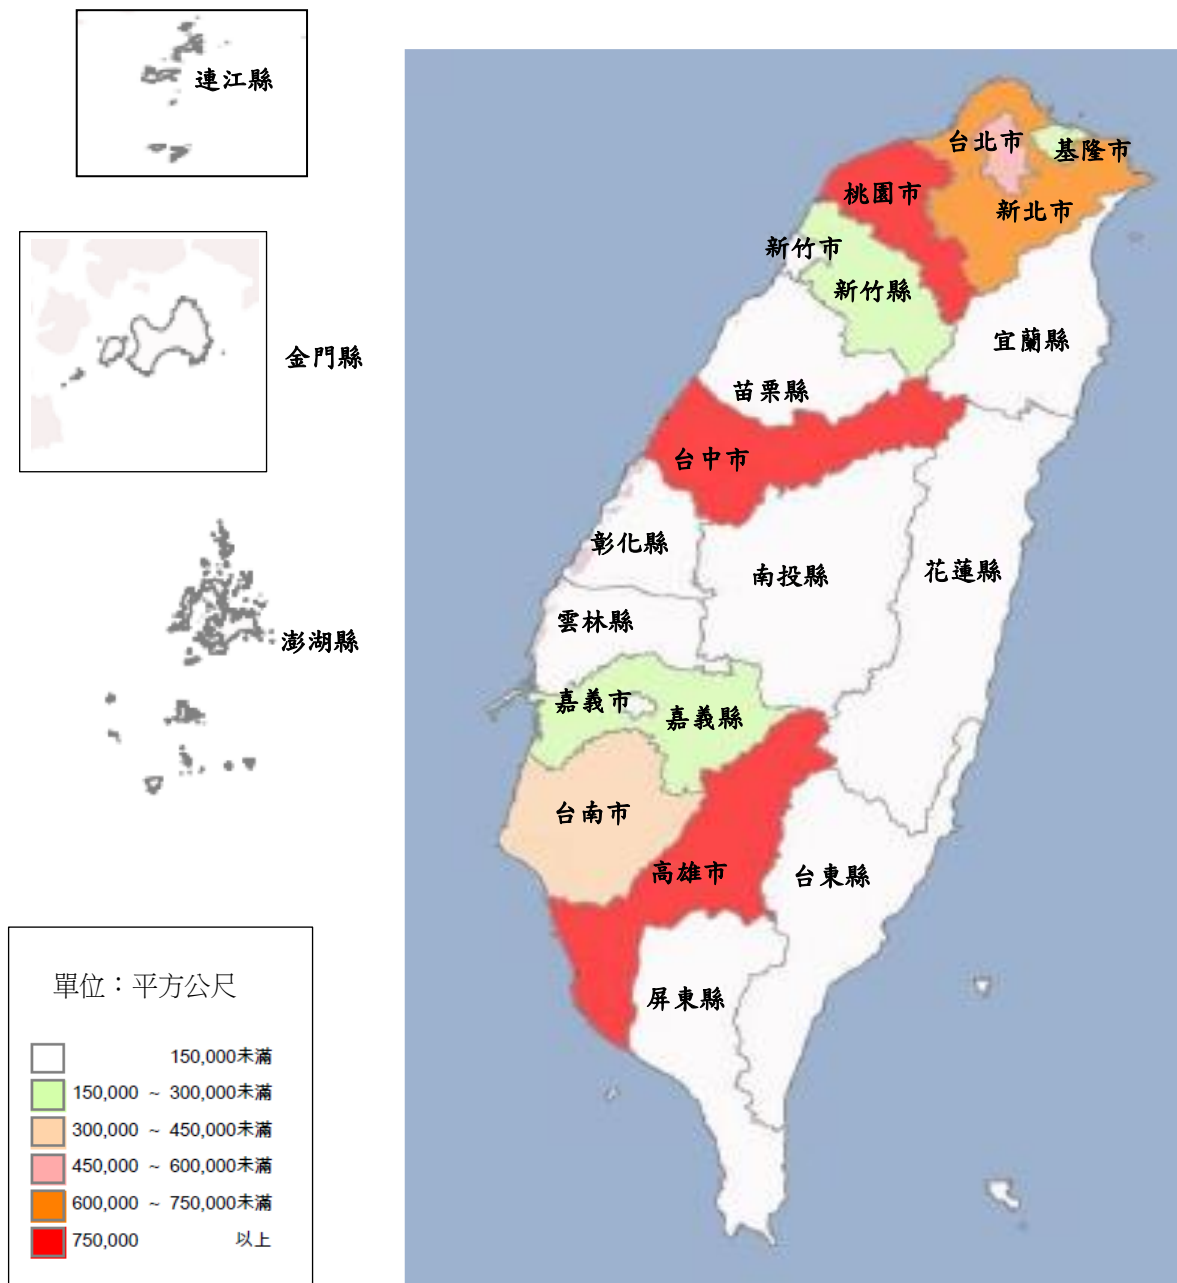 連江縣
金門縣
澎湖縣
台北市
基隆市
桃園市
新北市
新竹市
新竹縣
宜蘭縣
苗栗縣
台中市
彰化縣
南投縣
花蓮縣
雲林縣
嘉義市
嘉義縣
台南市
高雄市
台東縣
屏東縣
單位：平方公尺
150,000未滿
150,000 ~ 300,000未滿
300,000 ~ 450,000未滿
450,000 ~ 600,000未滿
600,000 ~ 750,000未滿
750,000 以上